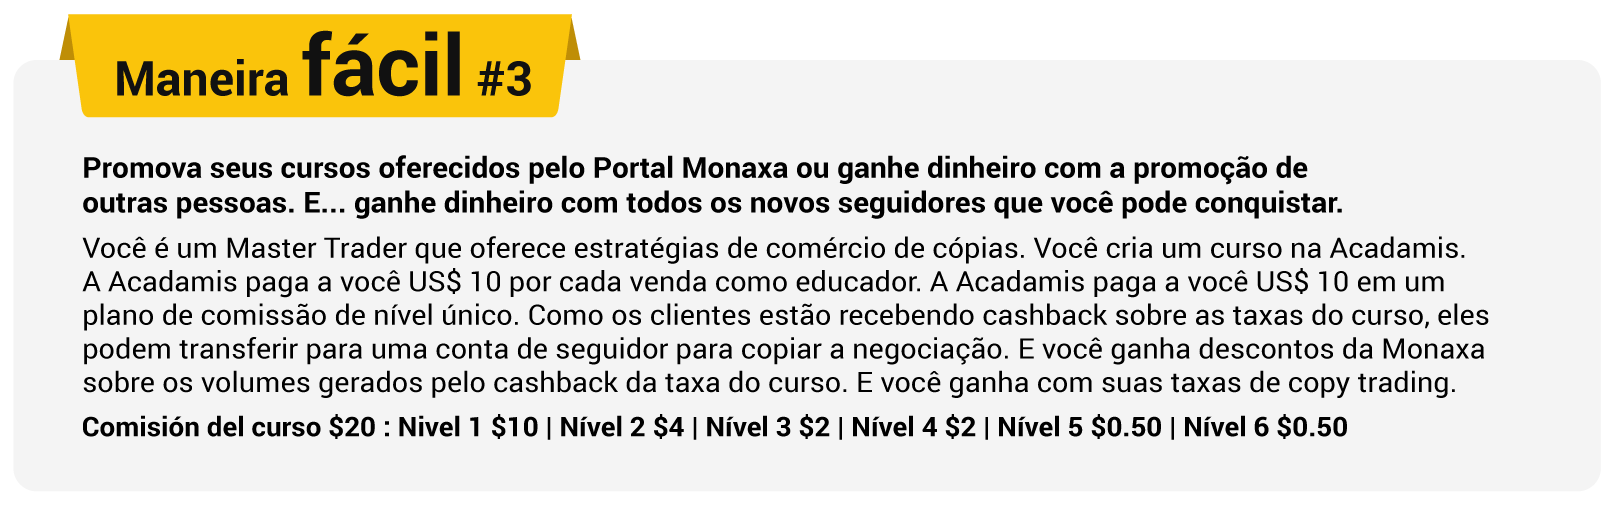 Maneira fácil #3
Promova seus cursos oferecidos pelo Portal Monaxa ou ganhe dinheiro com a promoção de
outras pessoas. E... ganhe dinheiro com todos os novos seguidores que você pode conquistar.
Você é um Master Trader que oferece estratégias de comércio de cópias. Você cria um curso na Acadamis.
A Acadamis paga a você US$ 10 por cada venda como educador. A Acadamis paga a você US$ 10 em um
plano de comissão de nível único. Como os clientes estão recebendo cashback sobre as taxas do curso, eles
podem transferir para uma conta de seguidor para copiar a negociação. E você ganha descontos da Monaxa
sobre os volumes gerados pelo cashback da taxa do curso. E você ganha com suas taxas de copy trading.
Comisión del curso $20 : Nivel 1 $10 | Nível 2 $4 | Nível 3 $2 | Nível 4 $2 | Nível 5 $0.50 | Nível 6 $0.50